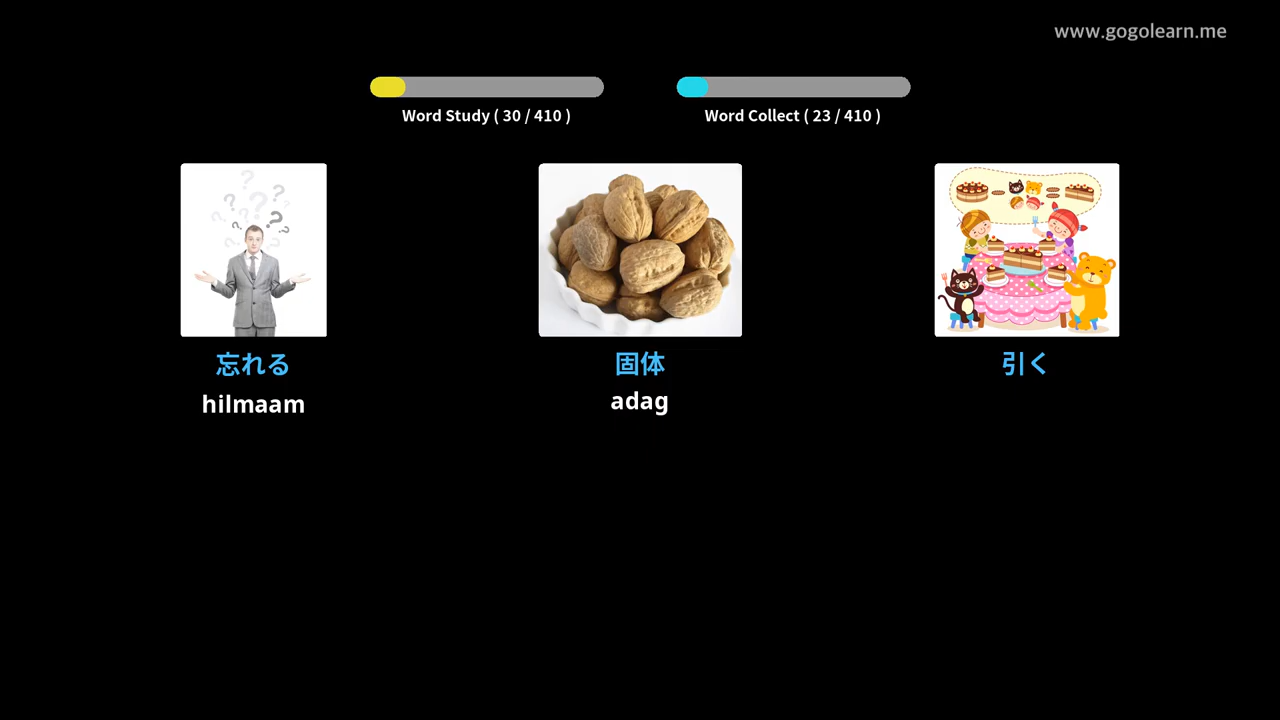 www.gogolearn.me
Word Study ( 30 / 410 )
Word Collect ( 23 / 410 )
忘れる
hilmaam
固体
adag
引く